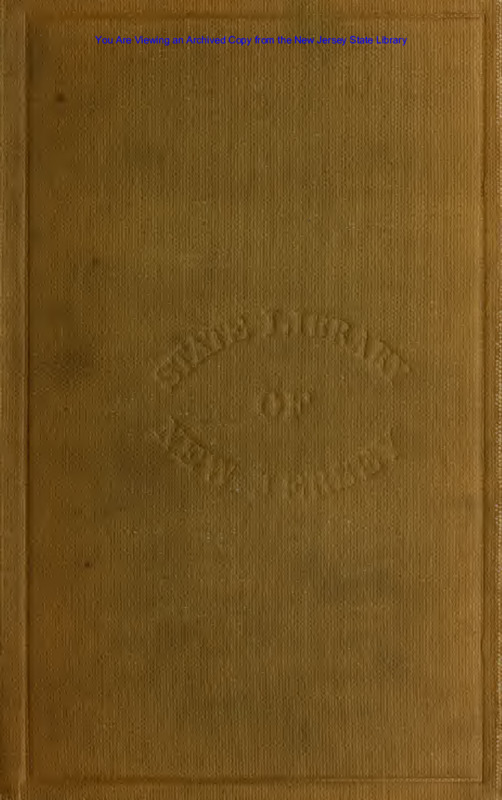 You Are Viewing an Archived Copy from the New Jersey State Library
STATE LIBRARY
OF
NEW JERSEY